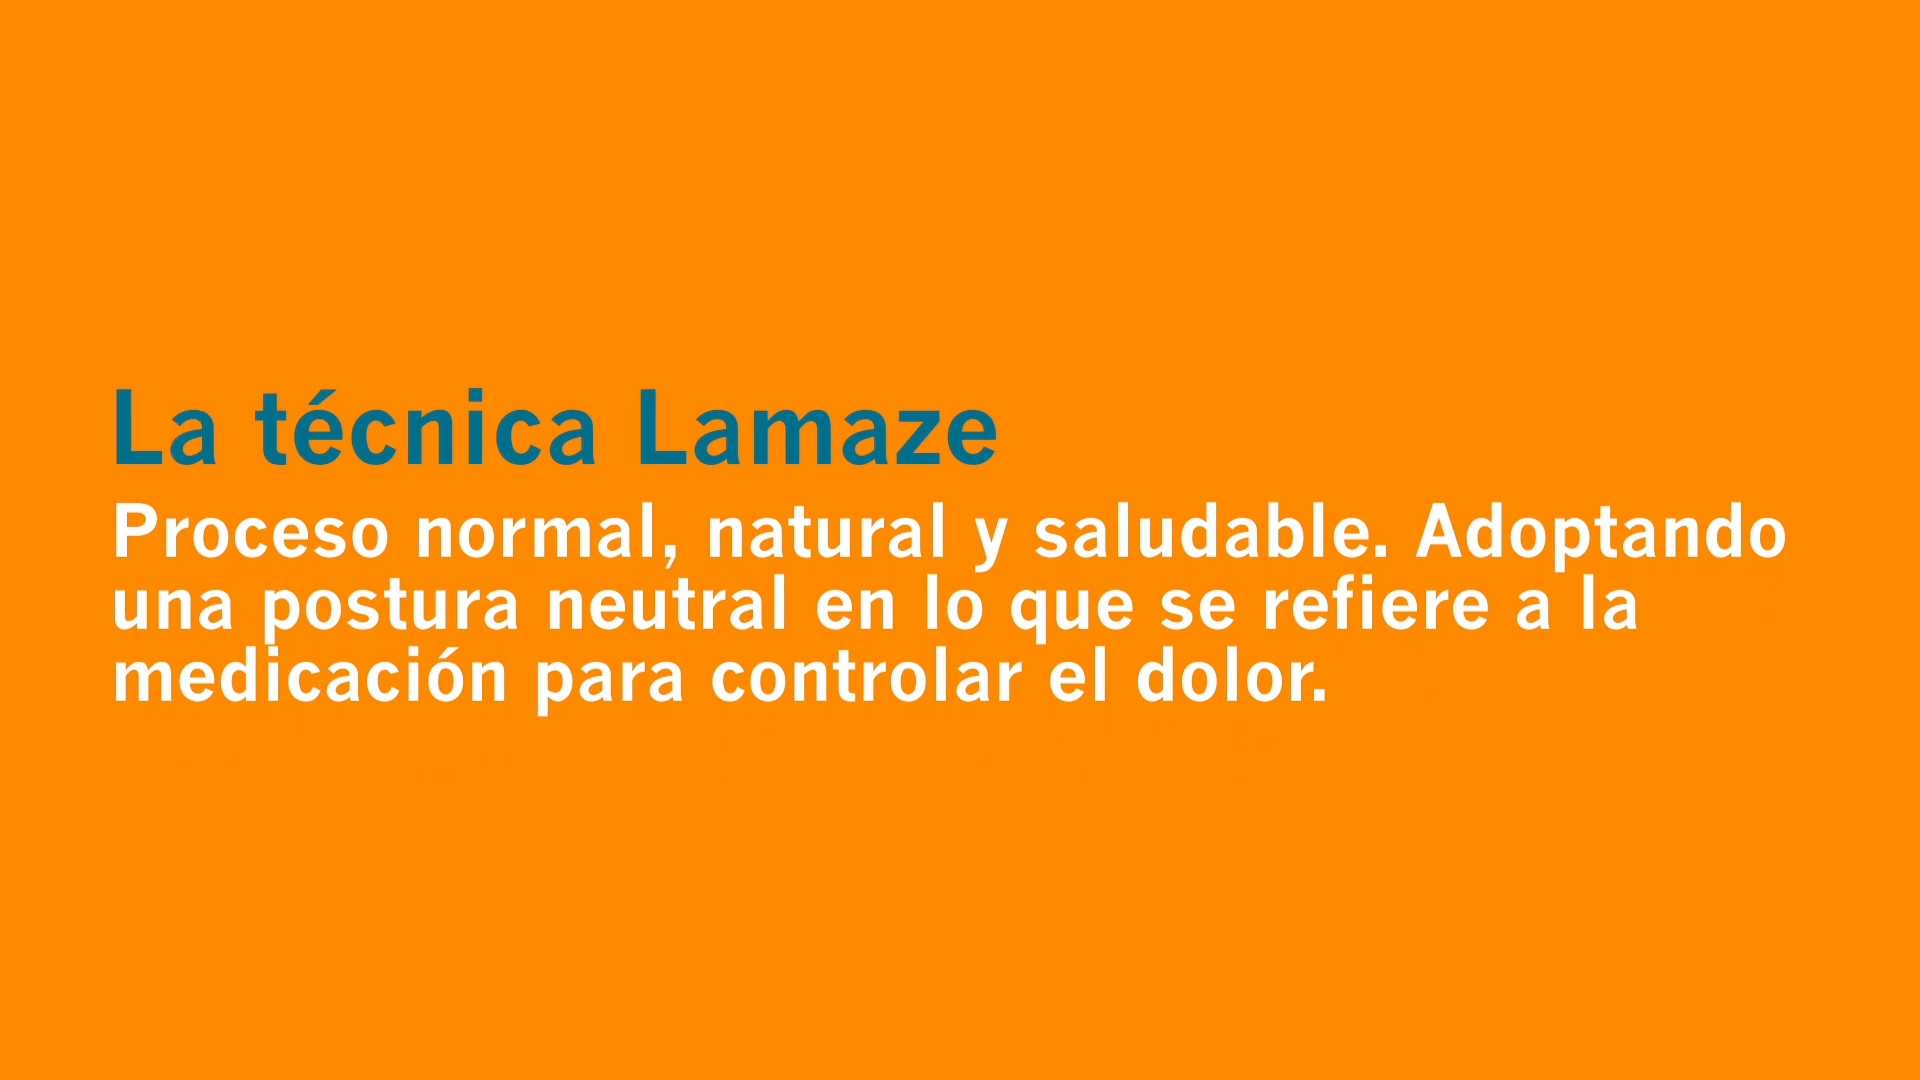 La técnica Lamaze
Proceso normal, natural y saludable. Adoptando
una postura neutral en lo que se refiere a la
medicación para controlar el dolor.